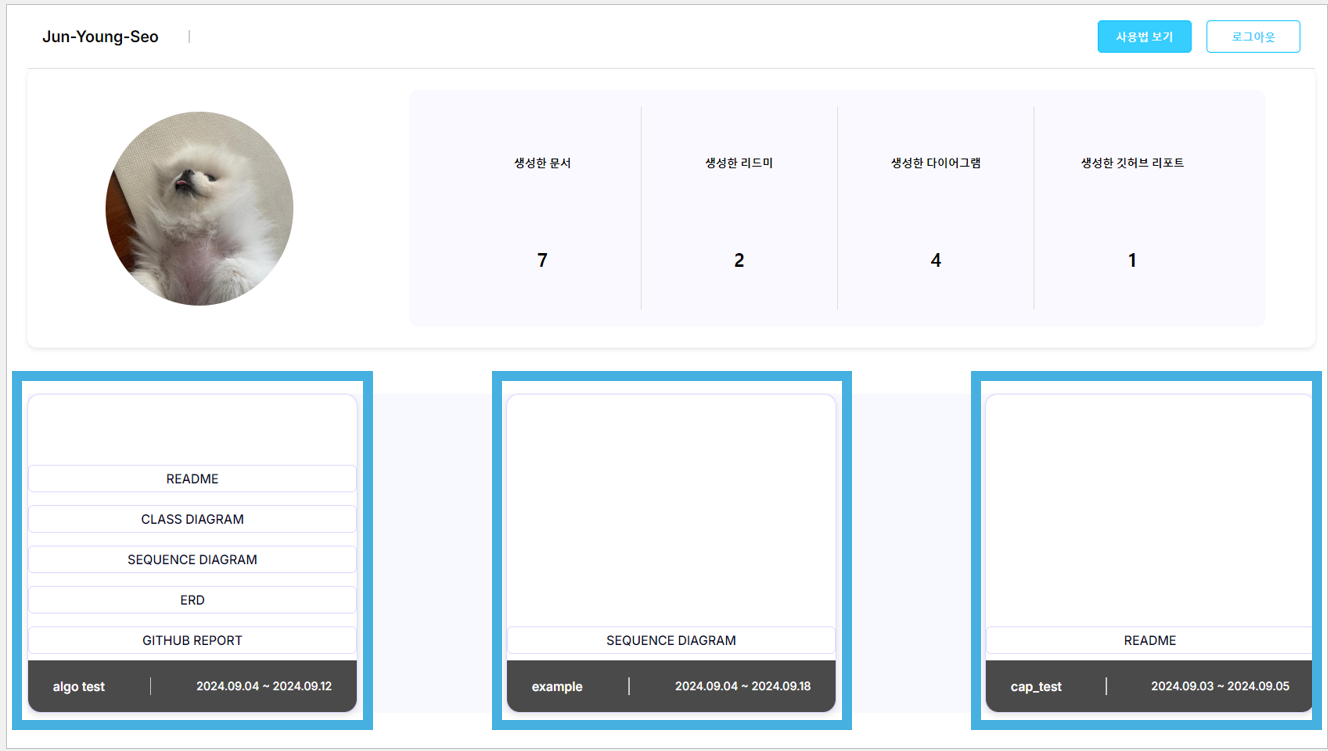 Jun-Young-Seo |
사용법 보기
로그아웃
생성한 문서
생성한 리드미
생성한 다이어그램
생성한 깃허브 리포트
7
2
4
1
README
CLASS DIAGRAM
SEQUENCE DIAGRAM
ERD
GITHUB REPORT
algo test | 2024.09.04 ~ 2024.09.12
SEQUENCE DIAGRAM
example | 2024.09.04 ~ 2024.09.18
README
cap_test | 2024.09.03 ~ 2024.09.05